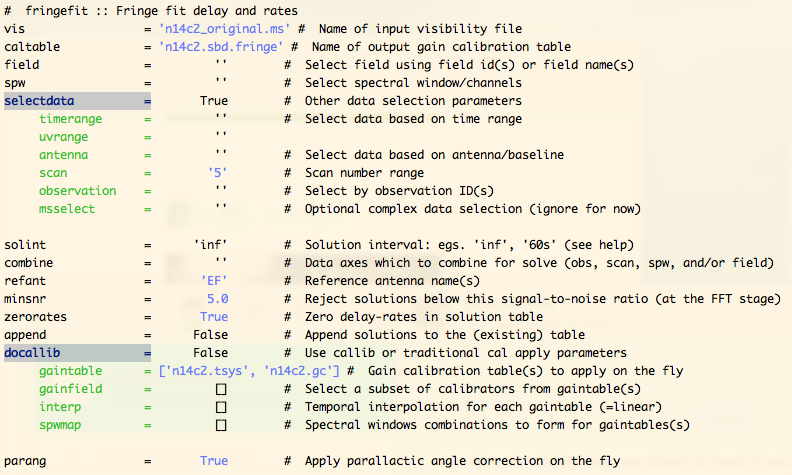 #  fringefit :: Fringe fit delay and rates
vis                 = 'n14c2_original.ms' #  Name of input visibility file
caltable            = 'n14c2.sbd.fringe' #  Name of output gain calibration table
field               =         ''        #  Select field using field id(s) or field name(s)
spw                 =         ''        #  Select spectral window/channels
selectdata          =       True        #  Other data selection parameters
     timerange      =         ''        #  Select data based on time range
     uvrange        =         ''
     antenna        =         ''        #  Select data based on antenna/baseline
     scan           =        '5'        #  Scan number range
     observation    =         ''        #  Select by observation ID(s)
     msselect       =         ''        #  Optional complex data selection (ignore for now)
solint              =      'inf'        #  Solution interval: egs. 'inf', '60s' (see help)
combine             =         ''        #  Data axes which to combine for solve (obs, scan, spw, and/or field)
refant              =       'EF'        #  Reference antenna name(s)
minsnr              =        5.0        #  Reject solutions below this signal-to-noise ratio (at the FFT stage)
zerorates           =       True        #  Zero delay-rates in solution table
append              =      False        #  Append solutions to the (existing) table
docallib            =      False        #  Use callib or traditional cal apply parameters
     gaintable      = ['n14c2.tsys', 'n14c2.gc'] #  Gain calibration table(s) to apply on the fly
     gainfield      =         []        #  Select a subset of calibrators from gaintable(s)
     interp         =         []        #  Temporal interpolation for each gaintable (=linear)
     spwmap         =         []        #  Spectral windows combinations to form for gaintables(s)
parang              =       True        #  Apply parallactic angle correction on the fly